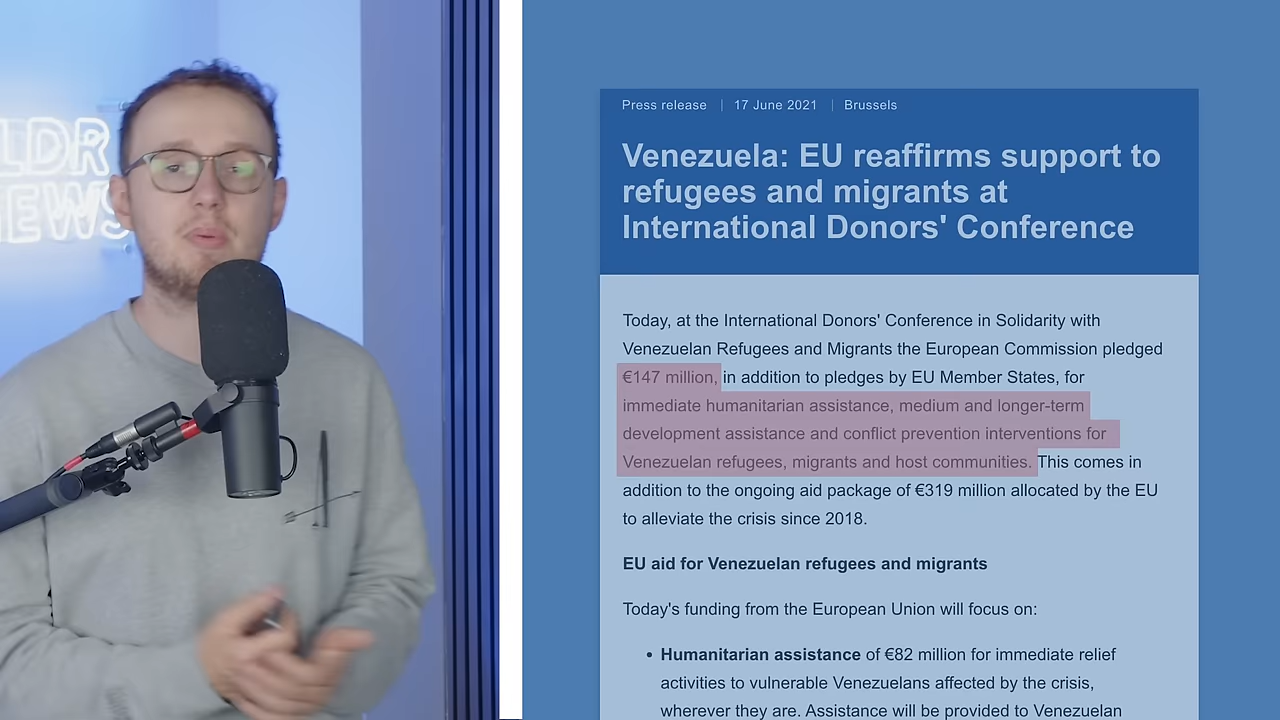 LDR
NEWS
Press release | 17 June 2021 | Brussels
Venezuela: EU reaffirms support to
refugees and migrants at
International Donors' Conference
Today, at the International Donors' Conference in Solidarity with
Venezuelan Refugees and Migrants the European Commission pledged
€147 million, in addition to pledges by EU Member States, for
immediate humanitarian assistance, medium and longer-term
development assistance and conflict prevention interventions for
Venezuelan refugees, migrants and host communities. This comes in
addition to the ongoing aid package of €319 million allocated by the EU
to alleviate the crisis since 2018.
EU aid for Venezuelan refugees and migrants
Today's funding from the European Union will focus on:
• Humanitarian assistance of €82 million for immediate relief
activities to vulnerable Venezuelans affected by the crisis,
wherever they are. Assistance will be provided to Venezuelan